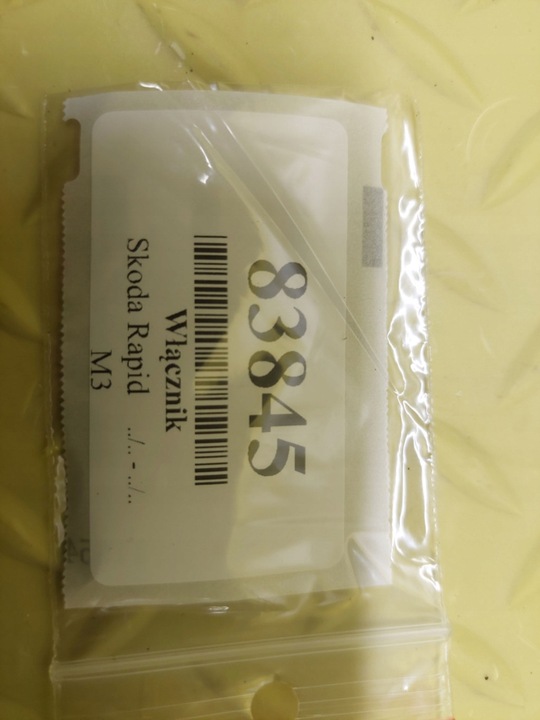 83845
Włącznik
Skoda Rapid ../.. - ../..
M3